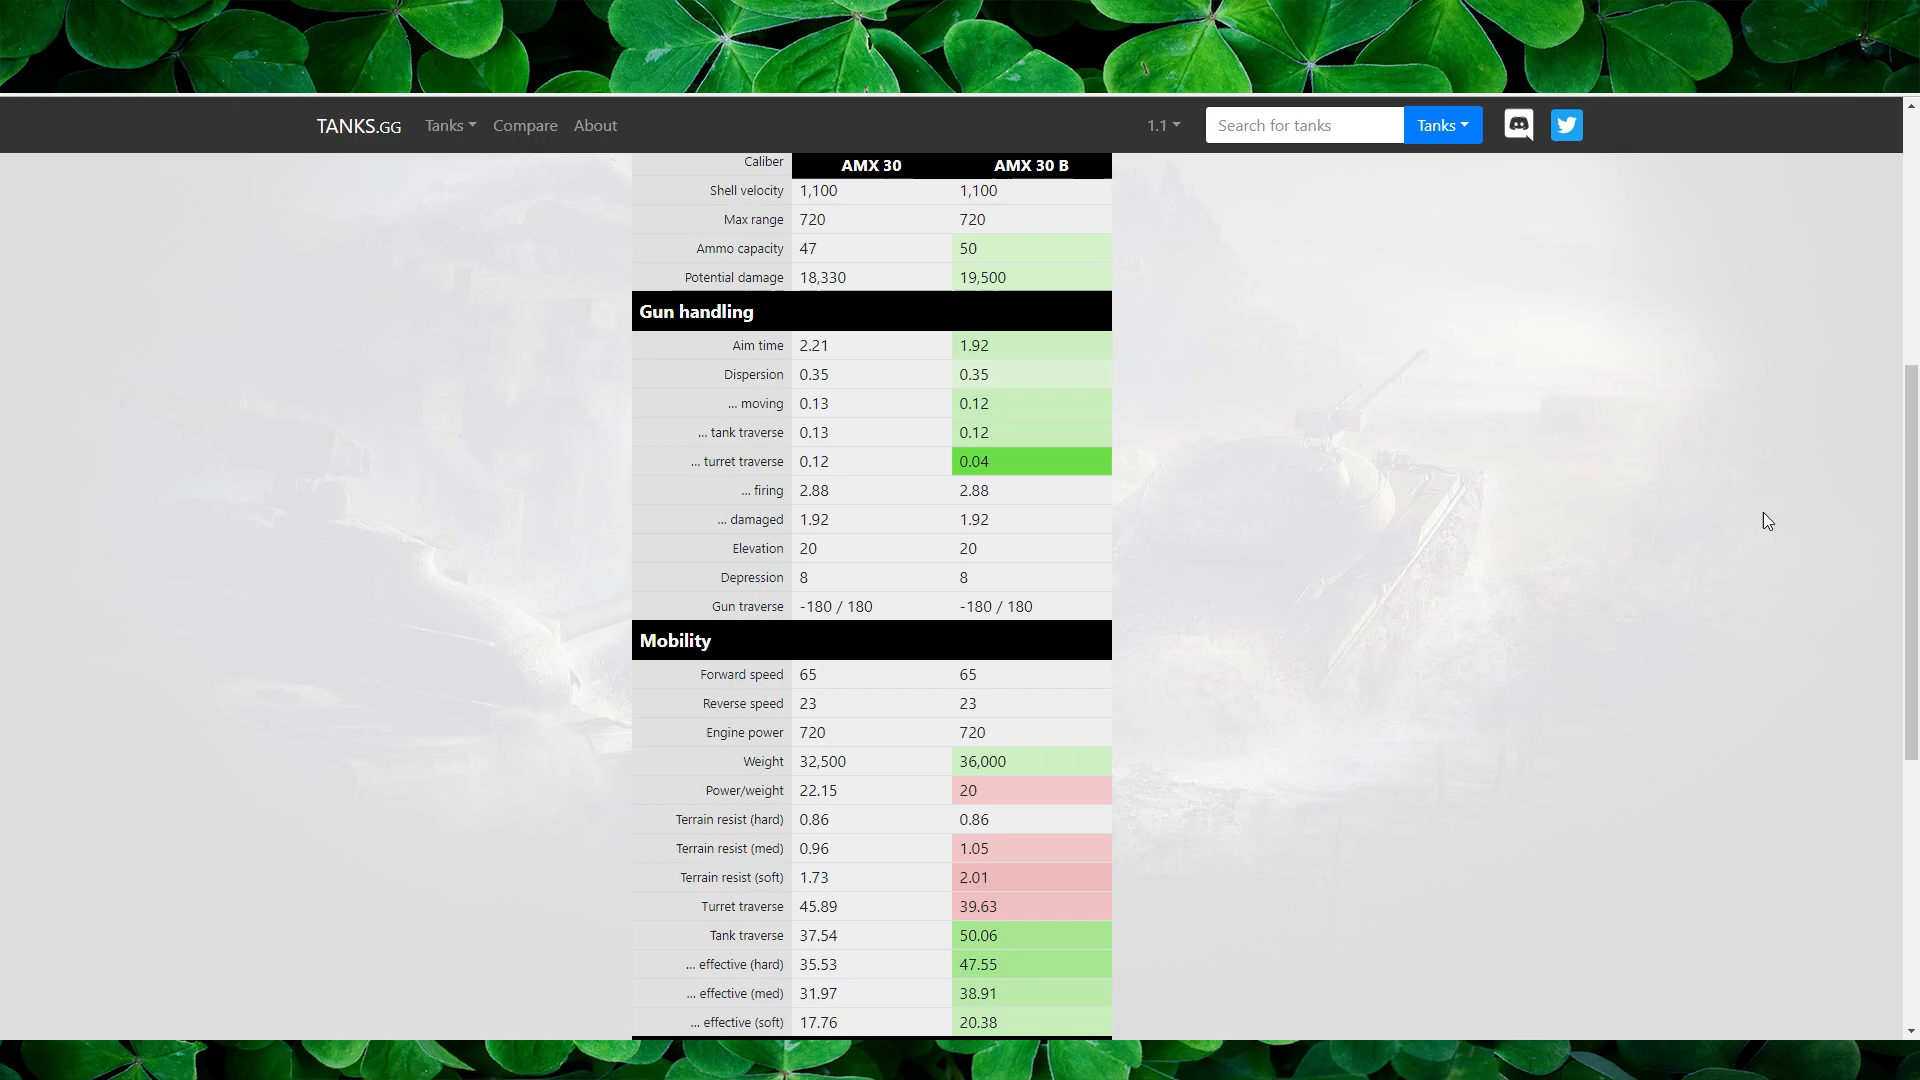 TANKS.GG Tanks Compare About 1.1 Search for tanks Tanks
Caliber AMX 30 AMX 30 B
Shell velocity 1,100 1,100
Max range 720 720
Ammo capacity 47 50
Potential damage 18,330 19,500
Gun handling
Aim time 2.21 1.92
Dispersion 0.35 0.35
... moving 0.13 0.12
... tank traverse 0.13 0.12
... turret traverse 0.12 0.04
... firing 2.88 2.88
... damaged 1.92 1.92
Elevation 20 20
Depression 8 8
Gun traverse -180 / 180 -180 / 180
Mobility
Forward speed 65 65
Reverse speed 23 23
Engine power 720 720
Weight 32,500 36,000
Power/weight 22.15 20
Terrain resist (hard) 0.86 0.86
Terrain resist (med) 0.96 1.05
Terrain resist (soft) 1.73 2.01
Turret traverse 45.89 39.63
Tank traverse 37.54 50.06
... effective (hard) 35.53 47.55
... effective (med) 31.97 38.91
... effective (soft) 17.76 20.38